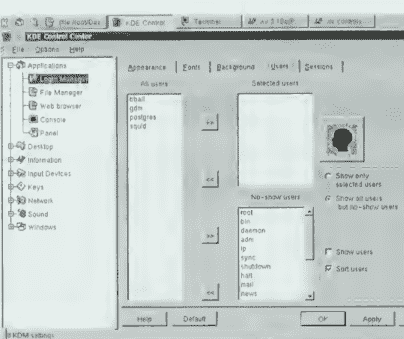 KDE Control
Terminal
KDE Control Center
File Options Help
Applications
Login Manager
File Manager
Web browser
Console
Panel
Desktop
Information
Input Devices
Keys
Network
Sound
Windows
Appearance
Fonts
Background
Users
Sessions
All users
bball
gdm
postgres
squid
>>
<<
>>
<<
Selected users
No-show users
root
bin
daemon
adm
lp
sync
shutdown
halt
mail
news
Show only
selected users
Show all users
but no-show users
Show users
Sort users
Help
Default
OK
Apply
KDM settings